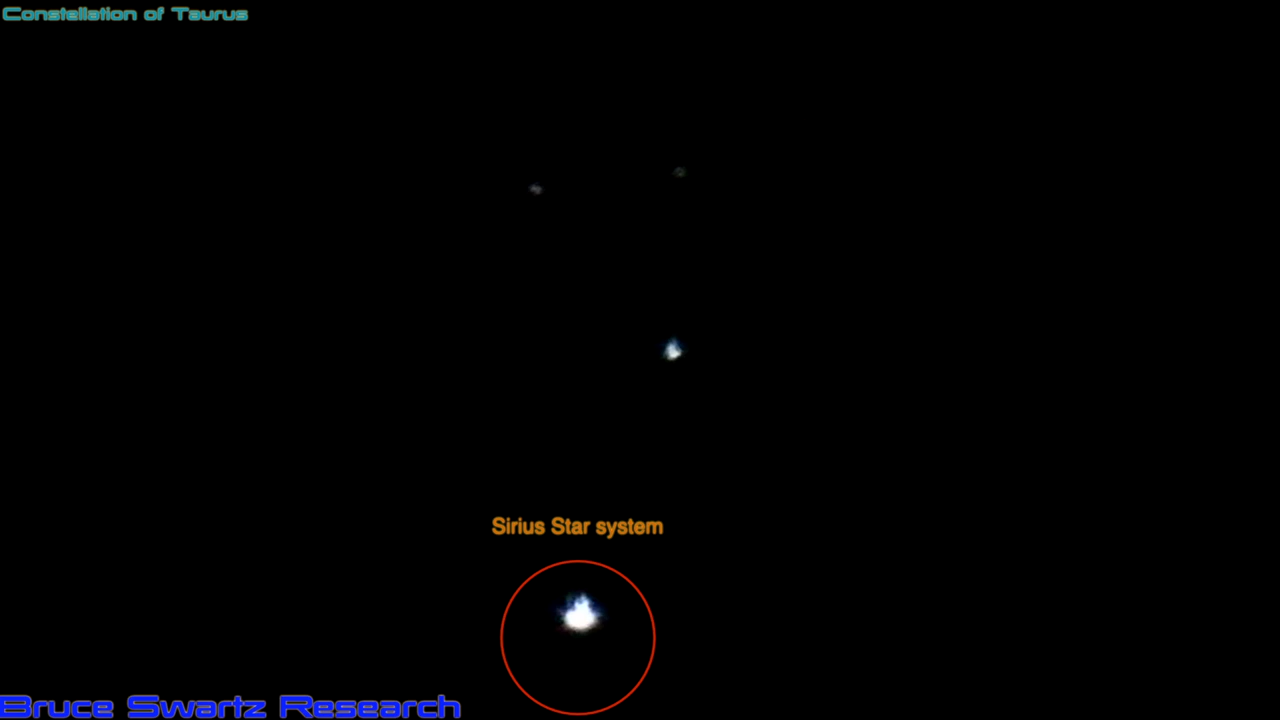 Constellation of Taurus
Sirius Star system
Bruce Swartz Research